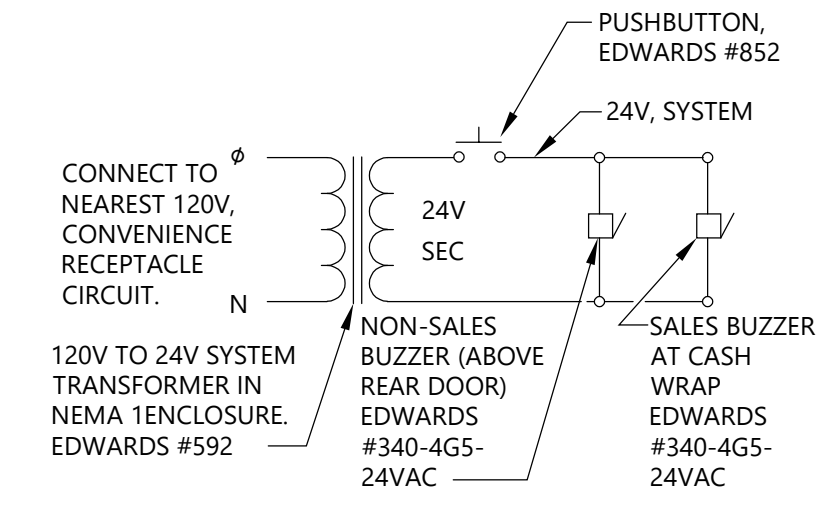 PUSHBUTTON,
EDWARDS #852
24V, SYSTEM
ϕ
CONNECT TO
NEAREST 120V,
CONVENIENCE
RECEPTACLE
CIRCUIT.
N
24V
SEC
120V TO 24V SYSTEM
TRANSFORMER IN
NEMA 1ENCLOSURE.
EDWARDS #592
NON-SALES
BUZZER (ABOVE
REAR DOOR)
EDWARDS
#340-4G5-
24VAC
SALES BUZZER
AT CASH
WRAP
EDWARDS
#340-4G5-
24VAC